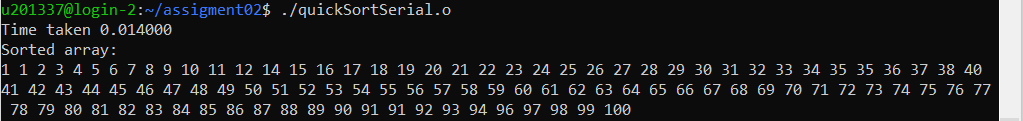 u201337@login-2:~/assigment02$ ./quickSortSerial.o
Time taken 0.014000
Sorted array:
1 1 2 3 4 5 6 7 8 9 10 11 12 14 15 16 17 18 19 20 21 22 23 24 25 26 27 28 29 30 31 32 33 34 35 35 36 37 38 40
41 42 43 44 45 46 47 48 49 50 51 52 53 54 55 56 57 58 59 60 61 62 63 64 65 66 67 68 69 70 71 72 73 74 75 76 77
78 79 80 81 82 83 84 85 86 87 88 89 90 91 91 92 93 94 96 97 98 99 100